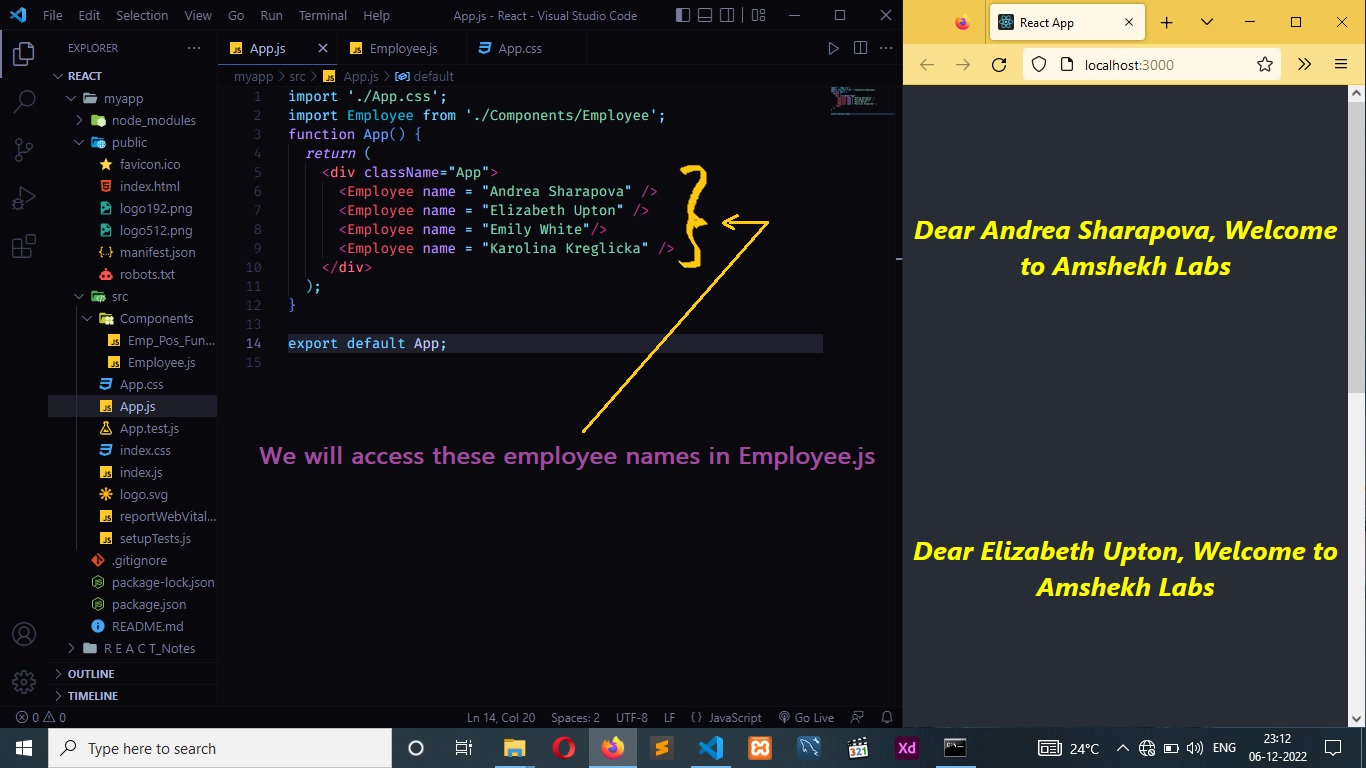 File Edit Selection View Go Run Terminal Help
App.js - React - Visual Studio Code
EXPLORER
REACT
myapp
node_modules
public
favicon.ico
index.html
logo192.png
logo512.png
manifest.json
robots.txt
src
Components
Emp_Pos_Fun...
Employee.js
App.css
App.js
App.test.js
index.css
index.js
logo.svg
reportWebVital...
setupTests.js
.gitignore
package-lock.json
package.json
README.md
R E A C T_Notes
OUTLINE
TIMELINE
App.js Employee.js App.css
myapp > src > App.js > default
1 import './App.css';
2 import Employee from './Components/Employee';
3 function App() {
4 return (
5 <div className="App">
6 <Employee name = "Andrea Sharapova" />
7 <Employee name = "Elizabeth Upton" />
8 <Employee name = "Emily White"/>
9 <Employee name = "Karolina Kreglicka" />
10 </div>
11 );
12 }
13
14 export default App;
15
We will access these employee names in Employee.js
0 0 Ln 14, Col 20 Spaces: 2 UTF-8 LF {} JavaScript Go Live
React App
localhost:3000
Dear Andrea Sharapova, Welcome
to Amshekh Labs
Dear Elizabeth Upton, Welcome to
Amshekh Labs
Type here to search
321
Xd
24°C
ENG
23:12
06-12-2022